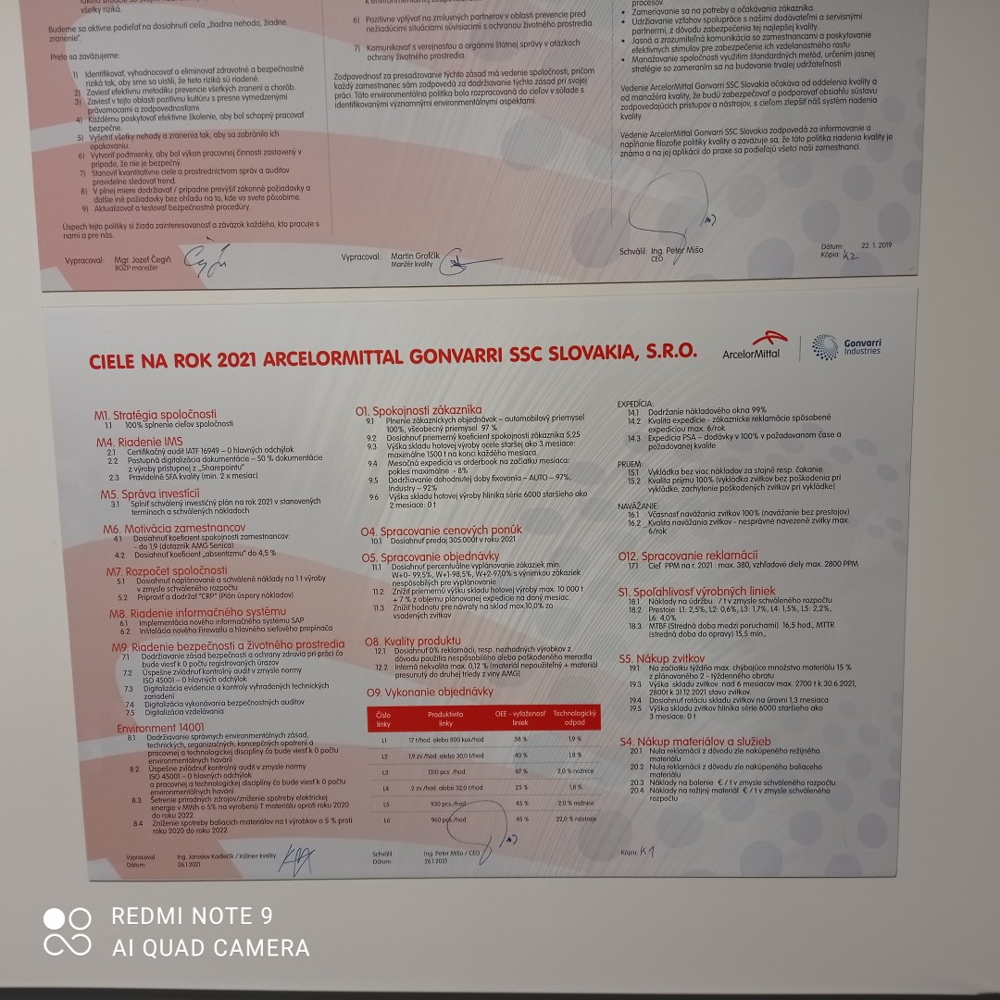 všetky riziká.
Budeme sa aktívne podieľať na dosiahnutí cieľa „žiadna nehoda, žiadne
zranenie“.
Preto sa zaväzujeme:
1) Identifikovať, vyhodnocovať a eliminovať zdravotné a bezpečnostné
riziká tak, aby sme sa uistili, že tieto riziká sú riadené.
2) Zaviesť efektívnu metodiku prevencie všetkých zranení a chorôb.
3) Zaviesť v tejto oblasti pozitívnu kultúru s presne vymedzenými
právomocami a zodpovednosťami.
4) Každému poskytovať efektívne školenie, aby bol schopný pracovať
bezpečne.
5) Vyšetriť všetky nehody a zranenia tak, aby sa zabránilo ich
opakovaniu
6) Vytvoriť podmienky, aby bol výkon pracovnej činnosti zastavený v
prípade, že nie je bezpečný.
7) Stanoviť kvantitatívne ciele a prostredníctvom správ a auditov
pravidelne sledovať trend.
8) V plnej miere dodržiavať / prípadne prevýšiť zákonné požiadavky a
ďalšie iné požiadavky bez ohľadu na to, kde vo svete pôsobíme.
9) Aktualizovať a testovať bezpečnostné procedúry.
Úspech tejto politiky si žiada zainteresovanosť a záväzok každého, kto pracuje s
nami a pre nás.
Vypracoval: Mgr. Jozef Čegiň
BOZP manažér
6) Pozitívne vplývať na zmluvných partnerov v oblasti prevencie pred
nežiadúcimi situáciami súvisiacimi s ochranou životného prostredia.
7) Komunikovať s verejnosťou a orgánmi štátnej správy v otázkach
ochrany životného prostredia.
Zodpovednosť za presadzovanie týchto zásad má vedenie spoločnosti, pričom
každý zamestnanec sám zodpovedá za dodržiavanie týchto zásad pri svojej
práci. Táto environmentálna politika bola rozpracovaná do cieľov v súlade s
identifikovanými významnými environmentálnymi aspektami.
Vypracoval: Martin Grofčik
Manžér kvality
procesov.
• Zameriavanie sa na potreby a očakávania zákazníka.
• Udržiavanie vzťahov spolupráce s našimi dodávateľmi a servisnými
partnermi, z dôvodu zabezpečenia tej najlepšej kvality.
• Jasná a zrozumiteľná komunikácia so zamestnancami a poskytovanie
efektívnych stimulov pre zabezpečenie ich vzdelanostného rastu
• Manažovanie spoločnosti využitím štandardných metód, určením jasnej
stratégie so zameraním sa na budovanie trvalej udržateľnosti
Vedenie ArcelorMittal Gonvarri SSC Slovakia očakáva od oddelenia kvality a
od manažéra kvality, že budú zabezpečovať a podporovať obsiahlu sústavu
zodpovedajúcich prístupov a nástrojov, s cieľom zlepšiť náš systém riadenia
kvality.
Vedenie ArcelorMittal Gonvarri SSC Slovakia zodpovedá za informovanie a
napĺňanie filozofie politiky kvality a zaväzuje sa, že táto politika riadenia kvality je
známa a na jej aplikácii do praxe sa podieľajú všetci naši zamestnanci.
Schválil: Ing. Peter Mišo
CEO
Dátum: 22. 1. 2019
Kópia: K2
CIELE NA ROK 2021 ARCELORMITTAL GONVARRI SSC SLOVAKIA, S.R.O.
ArcelorMittal
Gonvarri
Industries
M1. Stratégia spoločnosti
1.1 100% splnenie cieľov spoločnosti
M4. Riadenie IMS
2.1 Certifikačný audit IATF 16949 – 0 hlavných odchýlok
2.2 Postupná digitalizácia dokumentácie – 50 % dokumentácie
z výroby prístupnej z „Sharepointu“
2.3 Pravidelné SFA kvality (min. 2 x mesiac)
M5. Správa investícií
3.1 Splniť schválený investičný plán na rok 2021 v stanovených
termínoch a schválených nákladoch
M6. Motivácia zamestnancov
4.1 Dosiahnuť koeficient spokojnosti zamestnancov:
- do 1,9 (dotazník AMG Senica)
4.2 Dosiahnuť koeficient „absentizmu“ do 4,5 %
M7. Rozpočet spoločnosti
5.1 Dosiahnuť naplánované a schválené náklady na 1 t výroby
v zmysle schváleného rozpočtu
5.2 Pripraviť a dodržať "CRP" (Plán úspory nákladov)
M8. Riadenie informačného systému
6.1 Implementácia nového informačného systému SAP
6.2 Inštalácia nového Firewallu a hlavného sieťového prepínača
M9. Riadenie bezpečnosti a životného prostredia
7.1 Dodržiavanie zásad bezpečnosti a ochrany zdravia pri práci čo
bude viesť k 0 počtu registrovaných úrazov
7.2 Úspešne zvládnuť kontrolný audit v zmysle normy
ISO 45001 – 0 hlavných odchýlok
7.3 Digitalizácia evidencie a kontroly vyhradených technických
zariadení
7.4 Digitalizácia vykonávania bezpečnostných auditov
7.5 Digitalizácia vzdelávania
Environment 14001
8.1 Dodržiavanie správnych environmentálnych zásad,
technických, organizačných, koncepčných opatrení a
pracovnej a technologickej disciplíny čo bude viesť k 0 počtu
environmentálnych havárií
8.2 Úspešne zvládnuť kontrolný audit v zmysle normy
ISO 45001 – 0 hlavných odchýlok
a pracovnej a technologickej disciplíny čo bude viesť k 0 počtu
environmentálnych havárií
8.3 Šetrenie prírodných zdrojov/zníženie spotreby elektrickej
energie v MWh o 5% na vyrobenú T materiálu oproti roku 2020
do roku 2022
8.4 Zníženie spotreby baliacich materiálov na t výrobkov o 5 % proti
roku 2020 do roku 2022
Vypracoval: Ing. Jaroslav Kadlečík / Inžinier kvality
Dátum: 26.1.2021
O1. Spokojnosti zákazníka
9.1 Plnenie zákazníckych objednávok – automobilový priemysel
100%, všeobecný priemysel 97 %
9.2 Dosiahnuť priemerný koeficient spokojnosti zákazníka 5,25
9.3 Výška skladu hotovej výroby ocele staršej ako 3 mesiace:
maximálne 1500 t na konci každého mesiaca
9.4 Mesačná expedícia vs orderbook na začiatku mesiaca:
pokles maximálne - 8%
9.5 Dodržiavanie dohodnutej doby fixovania – AUTO – 97%,
Industry – 92%
9.6 Výška skladu hotovej výroby hliníka série 6000 staršieho ako
2 mesiace: 0 t
O4. Spracovanie cenových ponúk
10.1 Dosiahnuť predaj 305.000t v roku 2021
O5. Spracovanie objednávky
11.1 Dosiahnuť percentuálne vyplánovanie zákaziek min.
W+0- 99,5%, W+1-98,5%, W+2-97,0% s výnimkou zákaziek
nespôsobilých pre vyplánovanie
11.2 Znížiť priemernú výšku skladu hotovej výroby max. 10 000 t
+ 7 % z objemu plánovanej expedície na daný mesiac.
11.3 Znížiť hodnotu pre návraty na sklad max 10,0% zo
vsadených zvitkov
O8. Kvality produktu
12.1 Dosiahnuť 0% reklamácií, resp. nezhodných výrobkov z
dôvodu použitia nespôsobilého alebo poškodeného meradla
12.2 Interná nekvalita max. 0,12 % (materiál nepoužiteľný + materiál
presunutý do druhej triedy z viny AMG)
O9. Vykonanie objednávky
Číslo linky Produktivita linky OEE - vyťaženosť liniek Technologický odpad
L1 17 t/hod. alebo 800 kus/hod 38 % 1,9 %
L2 1,9 zv./hod. alebo 30,0 t/hod 40 % 1,8 %
L3 1310 pcs /hod. 67 % 2,0 % nožnice
L4 2 zv./hod. alebo 32,0 t/hod. 25 % 1,6 %
L5 930 pcs /hod 43 % 2,0 % nožnice
L6 960 pcs /hod 45 % 22,0 % nástroje
Schválil: Ing. Peter Mišo / CEO
Dátum: 26.1.2021
EXPEDÍCIA:
14.1 Dodržanie nákladového okna 99%
14.2 Kvalita expedície - zákaznícke reklamácie spôsobené
expedíciou max. 6/rok
14.3 Expedícia PSA – dodávky v 100% v požadovanom čase a
požadovanej kvalite
PRÍJEM:
15.1 Vykládka bez viac nákladov za stojné resp. čakanie
15.2 Kvalita príjmu 100% (vykládka zvitkov bez poškodenia pri
vykládke, zachytenie poškodených zvitkov pri vykládke)
NAVÁŽANIE:
16.1 Včasnosť navážania zvitkov 100% (navážanie bez prestojov)
16.2 Kvalita navážania zvitkov - nesprávne navezené zvitky max.
6/rok
O12. Spracovanie reklamácií
17.1 Cieľ PPM na r. 2021 : max. 380, vzhľadové diely max. 2800 PPM
S1. Spoľahlivosť výrobných liniek
18.1 Náklady na údržbu / t v zmysle schváleného rozpočtu
18.2 Prestoje: L1: 2,5%, L2: 0,6%, L3: 1,7%, L4: 1,5%, L5: 2,2%,
L6: 4,0%
18.3 MTBF (Stredná doba medzi poruchami) 16,5 hod., MTTR
(stredná doba do opravy) 15,5 min.,
S5. Nákup zvitkov
19.1 Na začiatku týždňa max. chýbajúce množstvo materiálu 15 %
z plánovaného 2 - týždenného obratu
19.3 Výška skladu zvitkov nad 6 mesiacov max. 2700 t k 30.6.2021,
2800t k 31.12.2021 stavu zvitkov.
19.4 Dosiahnuť rotáciu skladu zvitkov na úrovni 1,3 mesiaca
19.5 Výška skladu zvitkov hliníka série 6000 staršieho ako
3 mesiace: 0 t
S4. Nákup materiálov a služieb
20.1 Nula reklamácií z dôvodu zle nakúpeného režijného
materiálu
20.2 Nula reklamácií z dôvodu zle nakúpeného baliaceho
materiálu
20.3 Náklady na balenie € / t v zmysle schváleného rozpočtu
20.4 Náklady na režijný materiál € / t v zmysle schváleného
rozpočtu
Kópia: K1
REDMI NOTE 9
AI QUAD CAMERA